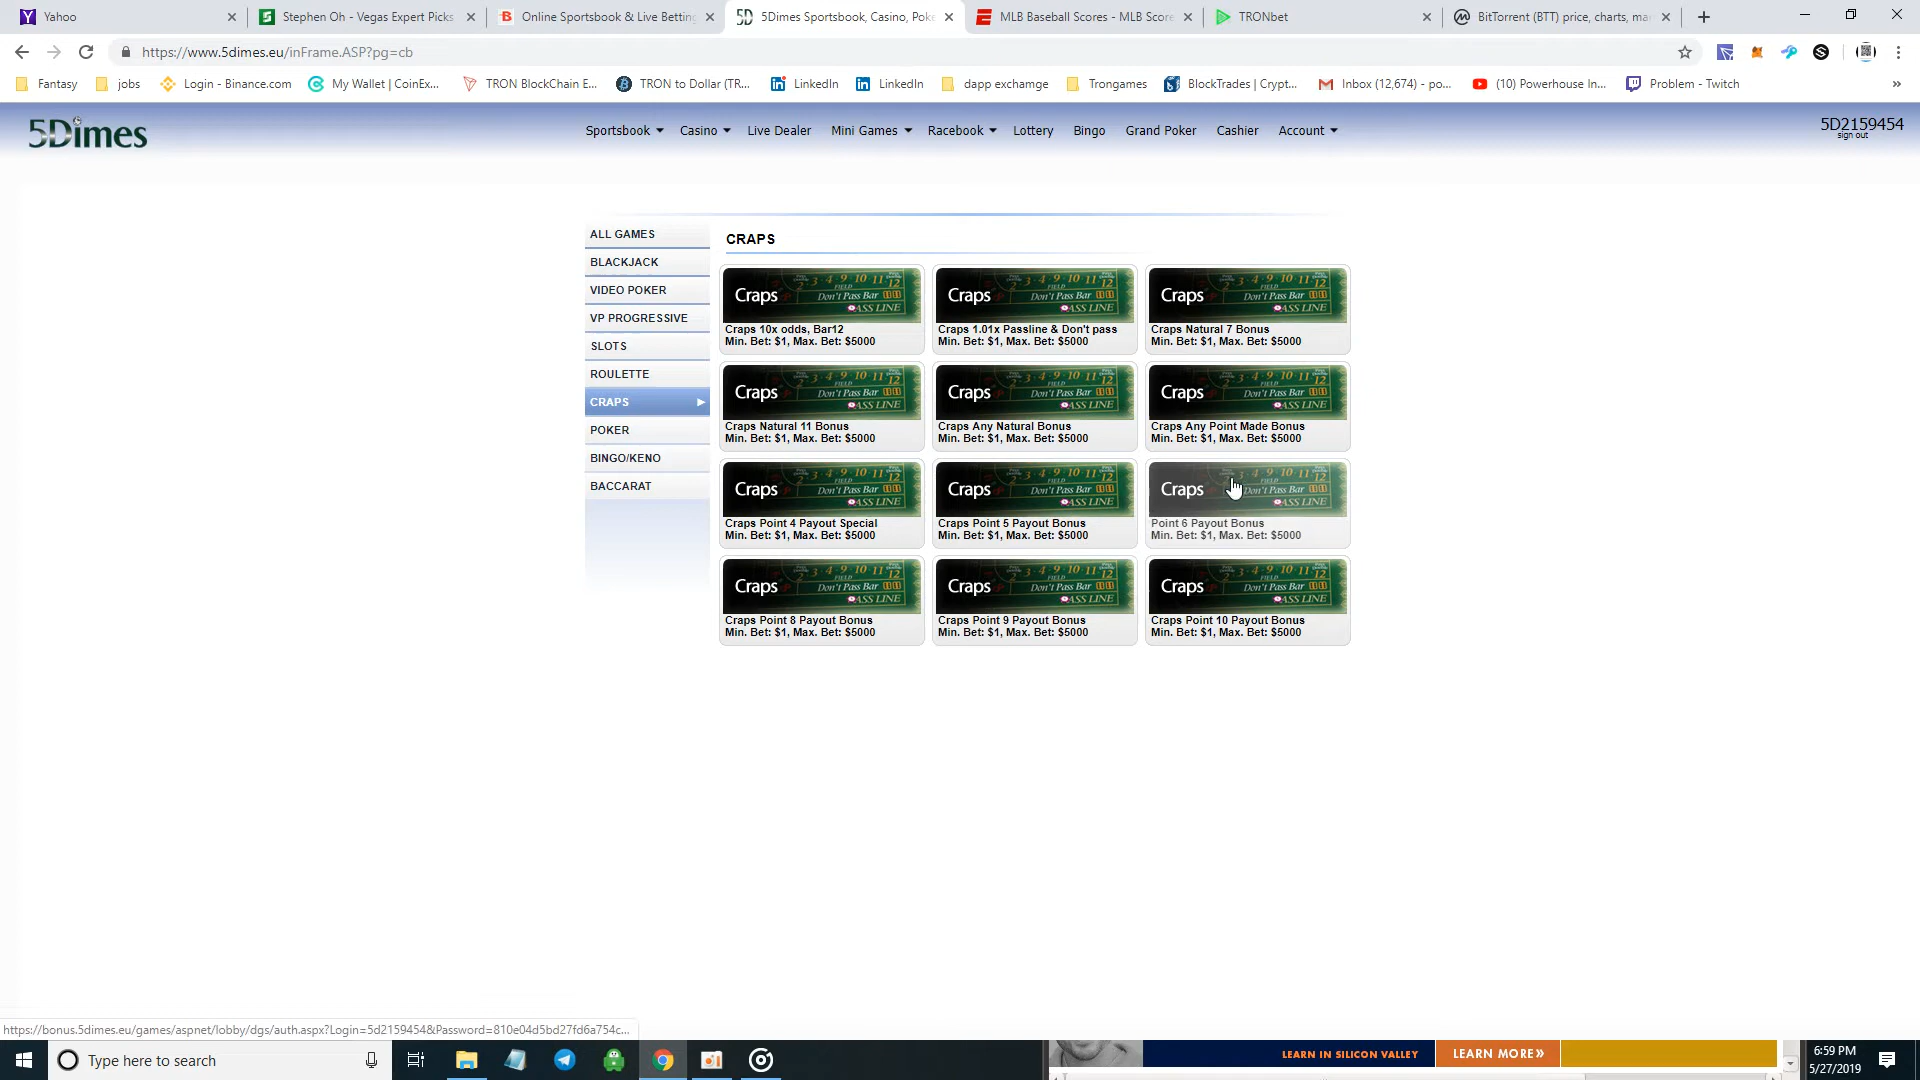 Yahoo
Stephen Oh - Vegas Expert Picks
Online Sportsbook & Live Betting
5Dimes Sportsbook, Casino, Poke
MLB Baseball Scores - MLB Score
TRONbet
BitTorrent (BTT) price, charts, ma
https://www.5dimes.eu/inFrame.ASP?pg=cb
Fantasy
jobs
Login - Binance.com
My Wallet | CoinEx...
TRON BlockChain E...
TRON to Dollar (TR...
LinkedIn
LinkedIn
dapp exchamge
Trongames
BlockTrades | Crypt...
Inbox (12,674) - po...
(10) Powerhouse In...
Problem - Twitch
5Dimes
Sportsbook
Casino
Live Dealer
Mini Games
Racebook
Lottery
Bingo
Grand Poker
Cashier
Account
5D2159454
sign out
ALL GAMES
BLACKJACK
VIDEO POKER
VP PROGRESSIVE
SLOTS
ROULETTE
CRAPS
POKER
BINGO/KENO
BACCARAT
CRAPS
Craps
Craps 10x odds, Bar12
Min. Bet: $1, Max. Bet: $5000
Craps
Craps 1.01x Passline & Don't pass
Min. Bet: $1, Max. Bet: $5000
Craps
Craps Natural 7 Bonus
Min. Bet: $1, Max. Bet: $5000
Craps
Craps Natural 11 Bonus
Min. Bet: $1, Max. Bet: $5000
Craps
Craps Any Natural Bonus
Min. Bet: $1, Max. Bet: $5000
Craps
Craps Any Point Made Bonus
Min. Bet: $1, Max. Bet: $5000
Craps
Craps Point 4 Payout Special
Min. Bet: $1, Max. Bet: $5000
Craps
Craps Point 5 Payout Bonus
Min. Bet: $1, Max. Bet: $5000
Craps
Point 6 Payout Bonus
Min. Bet: $1, Max. Bet: $5000
Craps
Craps Point 8 Payout Bonus
Min. Bet: $1, Max. Bet: $5000
Craps
Craps Point 9 Payout Bonus
Min. Bet: $1, Max. Bet: $5000
Craps
Craps Point 10 Payout Bonus
Min. Bet: $1, Max. Bet: $5000
https://bonus.5dimes.eu/games/aspnet/lobby/dgs/auth.aspx?Login=5d2159454&Password=810e04d5bd27fd6a754c...
Type here to search
LEARN IN SILICON VALLEY
LEARN MORE»
6:59 PM
5/27/2019